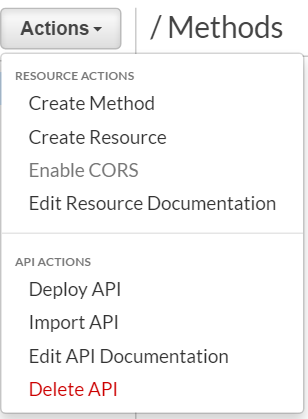 Actions
/ Methods
RESOURCE ACTIONS
Create Method
Create Resource
Enable CORS
Edit Resource Documentation
API ACTIONS
Deploy API
Import API
Edit API Documentation
Delete API